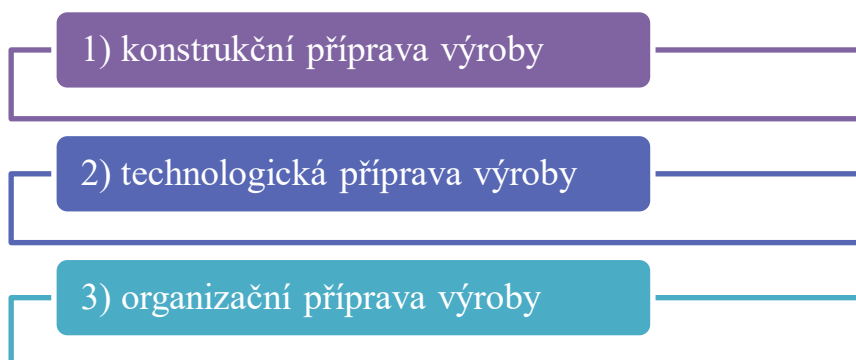 1) konstrukční příprava výroby
2) technologická příprava výroby
3) organizační příprava výroby